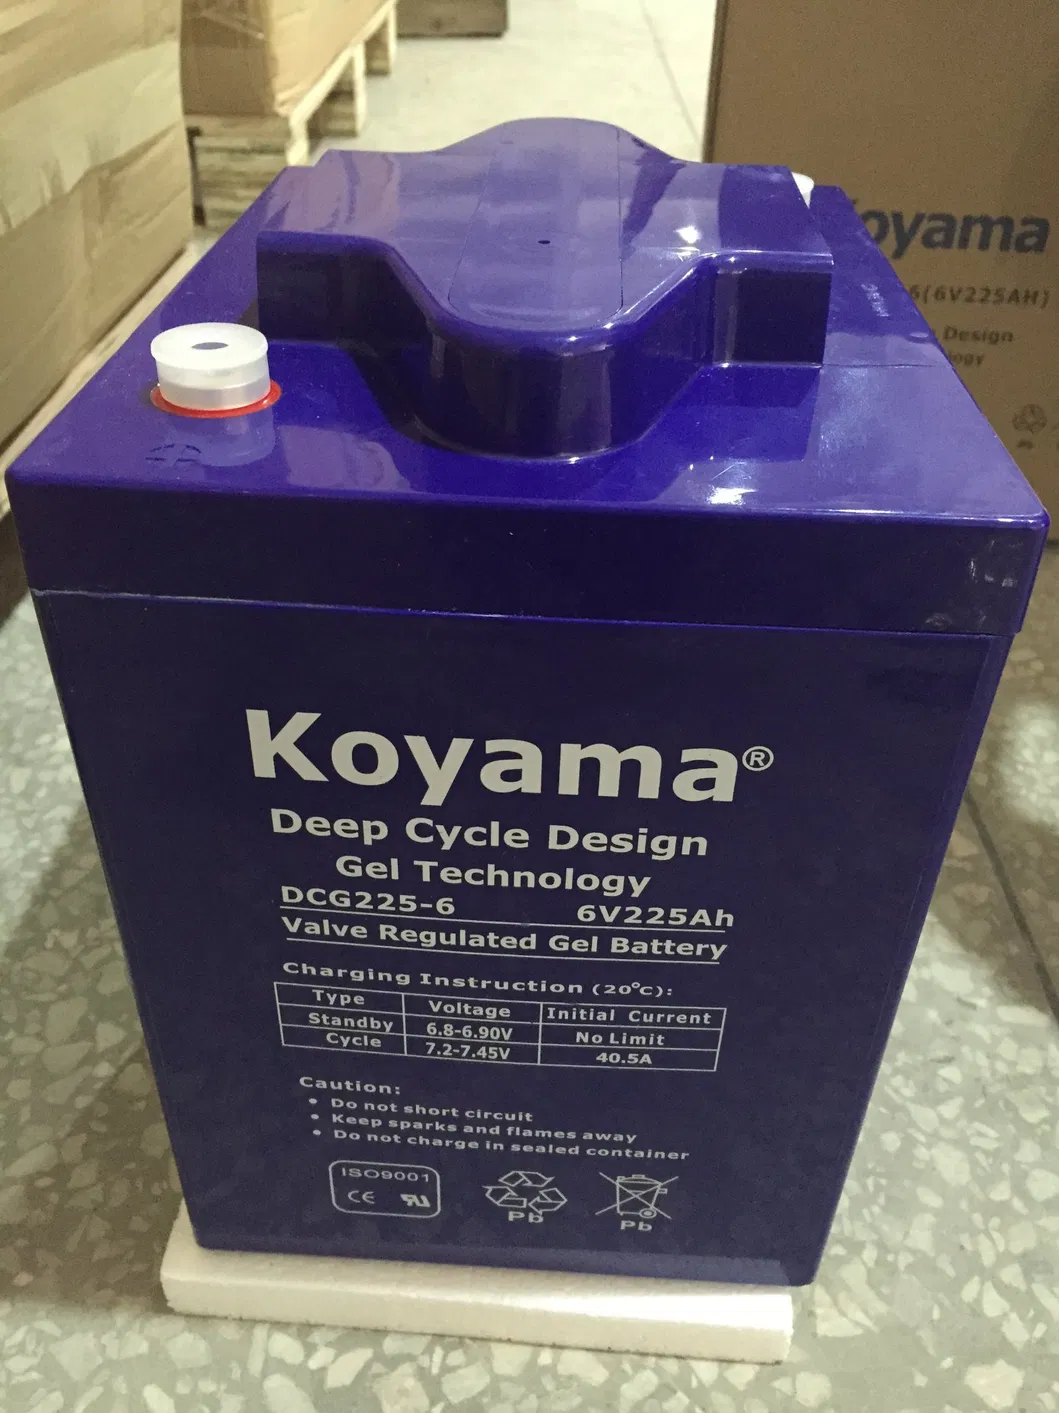 Koyama
6(6V225AH)
Design
Koyama®
Deep Cycle Design
Gel Technology
DCG225-6 6V225Ah
Valve Regulated Gel Battery
Charging Instruction (20°C):
Type Voltage Initial Current
Standby 6.8-6.90V No Limit
Cycle 7.2-7.45V 40.5A
Caution:
• Do not short circuit
• Keep sparks and flames away
• Do not charge in sealed container
ISO9001
CE
Pb
Pb